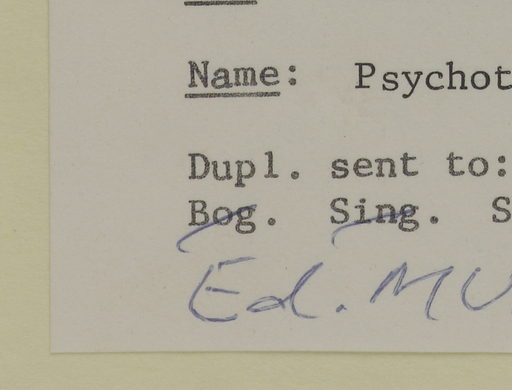 Name: Psychot
Dupl. sent to:
Bog. Sing. S
Ed. MU